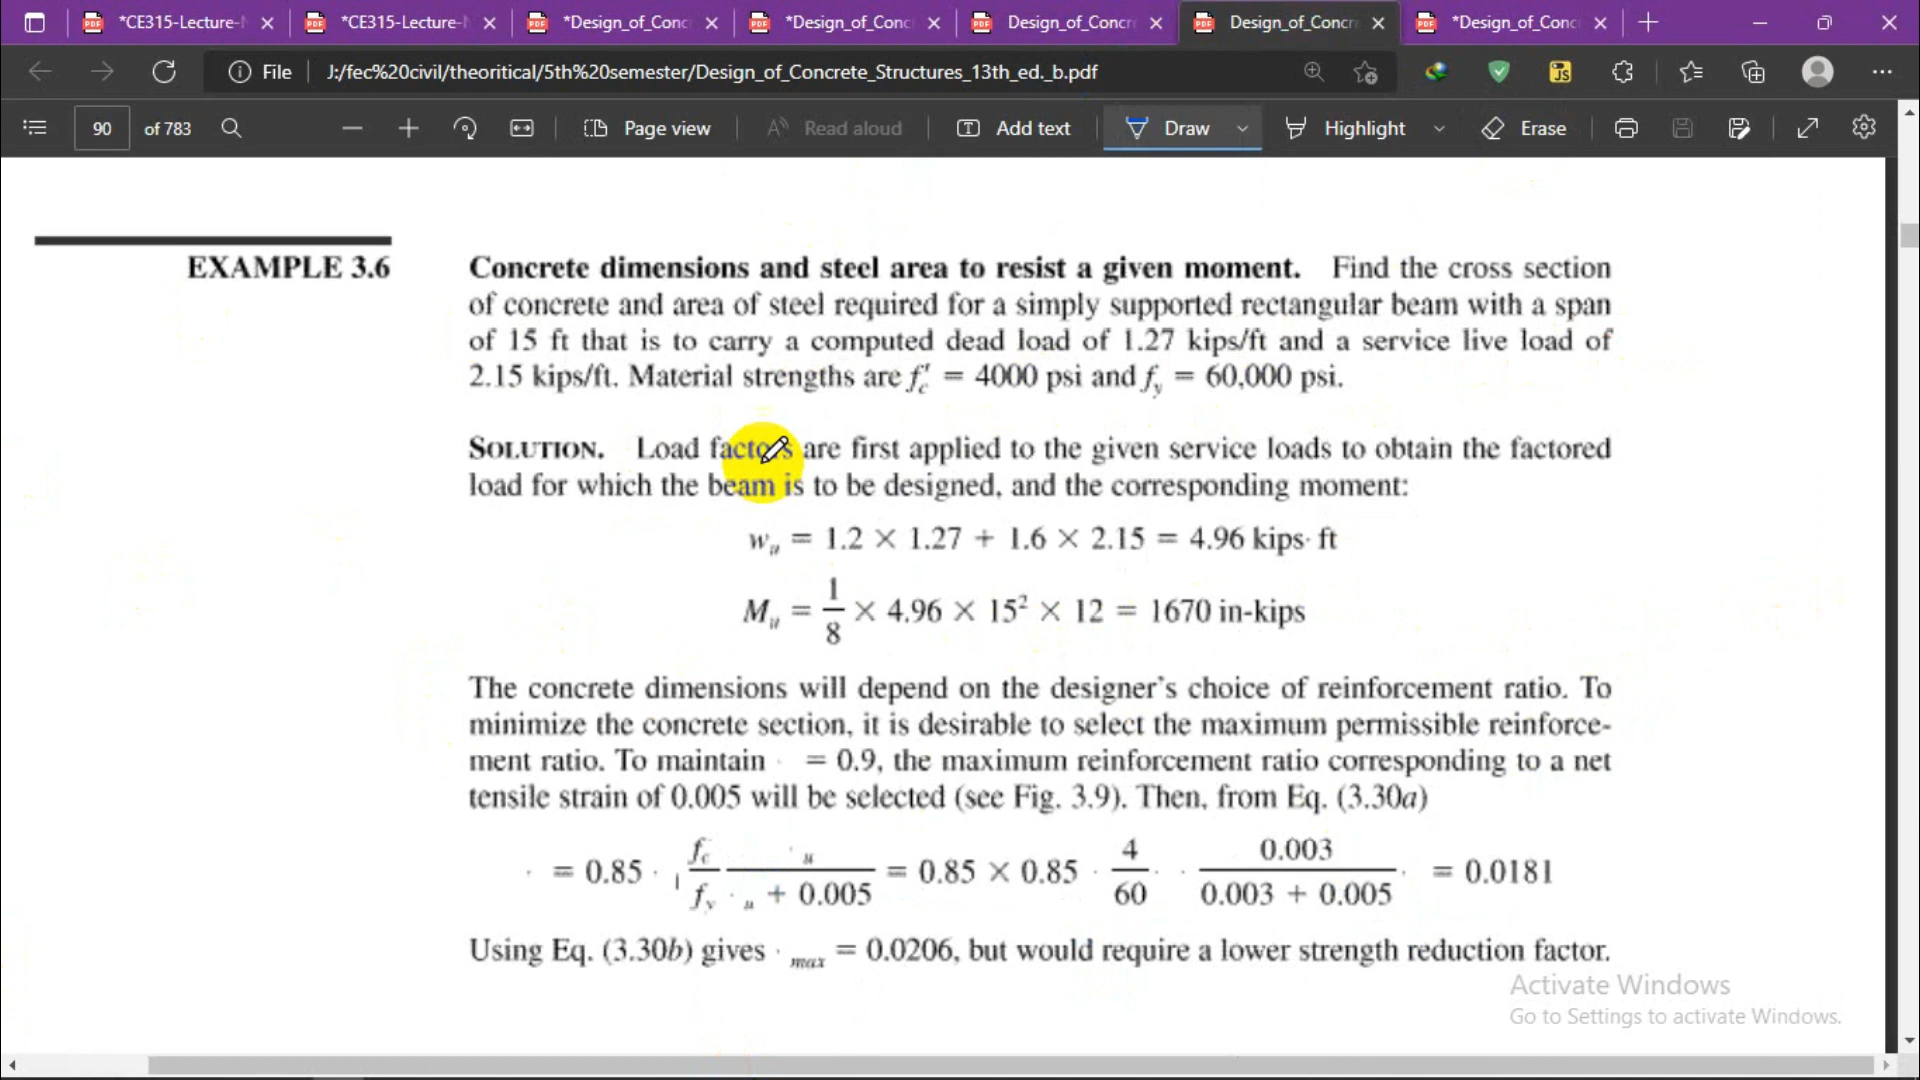 *CE315-Lecture-
*CE315-Lecture-
*Design_of_Conc
*Design_of_Conc
Design_of_Concr
Design_of_Concr
*Design_of_Conc
File
J:/fec%20civil/theoritical/5th%20semester/Design_of_Concrete_Structures_13th_ed._b.pdf
90 of 783
Page view
Read aloud
Add text
Draw
Highlight
Erase
EXAMPLE 3.6
Concrete dimensions and steel area to resist a given moment. Find the cross section
of concrete and area of steel required for a simply supported rectangular beam with a span
of 15 ft that is to carry a computed dead load of 1.27 kips/ft and a service live load of
2.15 kips/ft. Material strengths are f′c = 4000 psi and fy = 60,000 psi.
SOLUTION. Load factors are first applied to the given service loads to obtain the factored
load for which the beam is to be designed, and the corresponding moment:
wu = 1.2 × 1.27 + 1.6 × 2.15 = 4.96 kips· ft
Mu = 1/8 × 4.96 × 15² × 12 = 1670 in-kips
The concrete dimensions will depend on the designer's choice of reinforcement ratio. To
minimize the concrete section, it is desirable to select the maximum permissible reinforce-
ment ratio. To maintain · = 0.9, the maximum reinforcement ratio corresponding to a net
tensile strain of 0.005 will be selected (see Fig. 3.9). Then, from Eq. (3.30a)
· = 0.85 · 1 f′c/fy · u/· u + 0.005 = 0.85 × 0.85 · 4/60 · · 0.003/0.003 + 0.005 · = 0.0181
Using Eq. (3.30b) gives · max = 0.0206, but would require a lower strength reduction factor.
Activate Windows
Go to Settings to activate Windows.